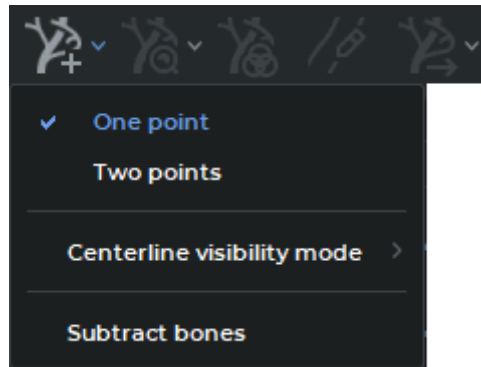 One point
Two points
Centerline visibility mode
Subtract bones